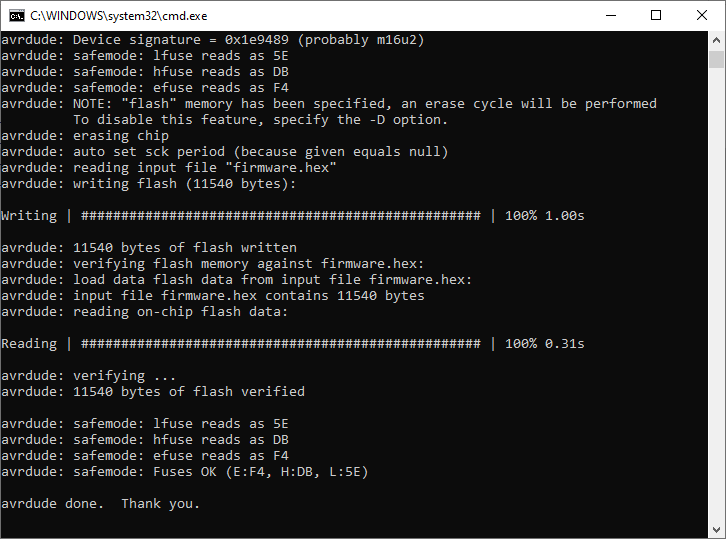 C:\WINDOWS\system32\cmd.exe
avrdude: Device signature = 0x1e9489 (probably m16u2)
avrdude: safemode: lfuse reads as 5E
avrdude: safemode: hfuse reads as DB
avrdude: safemode: efuse reads as F4
avrdude: NOTE: "flash" memory has been specified, an erase cycle will be performed
         To disable this feature, specify the -D option.
avrdude: erasing chip
avrdude: auto set sck period (because given equals null)
avrdude: reading input file "firmware.hex"
avrdude: writing flash (11540 bytes):
Writing | ################################################## | 100% 1.00s
avrdude: 11540 bytes of flash written
avrdude: verifying flash memory against firmware.hex:
avrdude: load data flash data from input file firmware.hex:
avrdude: input file firmware.hex contains 11540 bytes
avrdude: reading on-chip flash data:
Reading | ################################################## | 100% 0.31s
avrdude: verifying ...
avrdude: 11540 bytes of flash verified
avrdude: safemode: lfuse reads as 5E
avrdude: safemode: hfuse reads as DB
avrdude: safemode: efuse reads as F4
avrdude: safemode: Fuses OK (E:F4, H:DB, L:5E)
avrdude done.  Thank you.